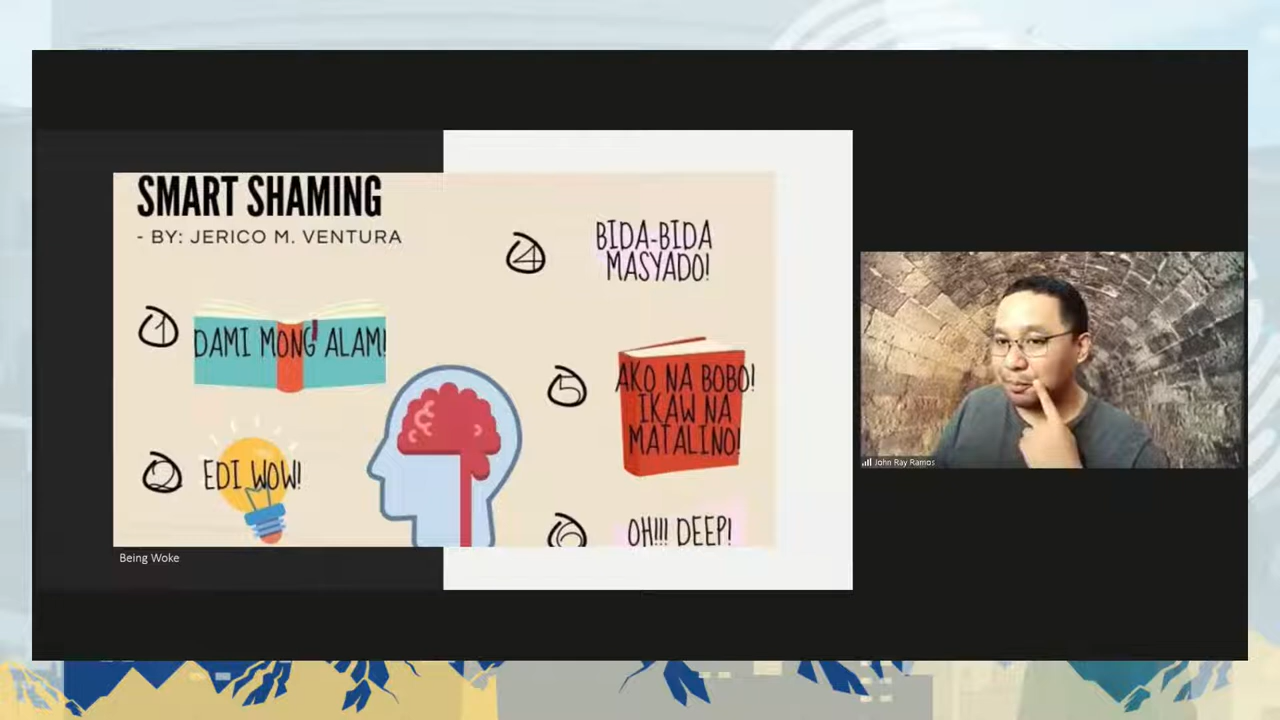 SMART SHAMING
- BY: JERICO M. VENTURA
1
DAMI MONG ALAM!
2
EDI WOW!
4
BIDA-BIDA
MASYADO!
5
AKO NA BOBO!
IKAW NA
MATALINO!
6
OH!!! DEEP!
Being Woke
John Ray Ramos